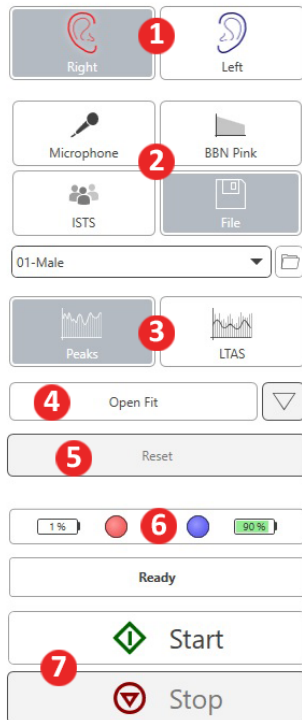 1
Right Left
Microphone BBN Pink
2
ISTS File
01-Male
3
Peaks LTAS
4 Open Fit
5 Reset
1 % 6 90 %
Ready
Start
7
Stop